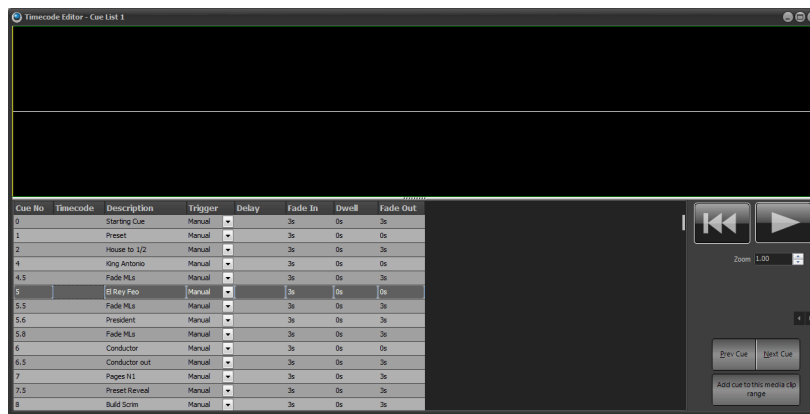 Timecode Editor - Cue List 1
Cue No Timecode Description Trigger Delay Fade In Dwell Fade Out
0 Starting Cue Manual 3s 0s 3s
1 Preset Manual 3s 0s 3s
2 House to 1/2 Manual 3s 0s 3s
4 King Antonio Manual 3s 0s 3s
4.5 Fade MLs Manual 3s 0s 3s
5 El Rey Feo Manual 3s 0s 0s
5.5 Fade MLs Manual 3s 0s 3s
5.6 President Manual 3s 0s 3s
5.8 Fade MLs Manual 3s 0s 3s
6 Conductor Manual 3s 0s 0s
6.5 Conductor out Manual 3s 0s 3s
7 Pages N1 Manual 3s 0s 3s
7.5 Preset Reveal Manual 3s 0s 3s
8 Build Scrim Manual 3s 0s 3s
Zoom 1.00
Prev Cue Next Cue
Add cue to this media clip
range